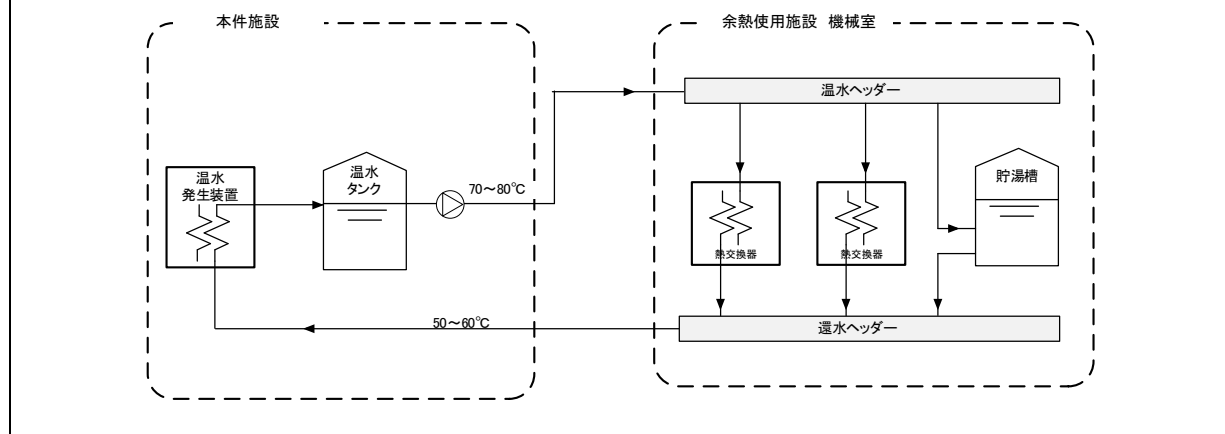 本件施設
余熱使用施設 機械室
温水ヘッダー
温水
発生装置
温水
タンク
70～80℃
貯湯槽
熱交換器
熱交換器
50～60℃
還水ヘッダー